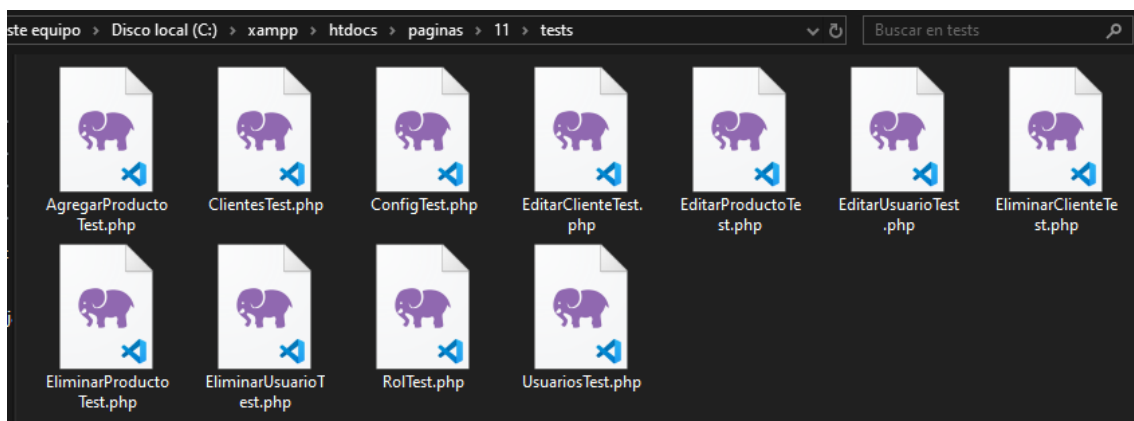 ste equipo > Disco local (C:) > xampp > htdocs > paginas > 11 > tests
Buscar en tests
AgregarProducto
Test.php
ClientesTest.php
ConfigTest.php
EditarClienteTest.
php
EditarProductoTe
st.php
EditarUsuarioTest
.php
EliminarClienteTe
st.php
EliminarProducto
Test.php
EliminarUsuarioT
est.php
RolTest.php
UsuariosTest.php